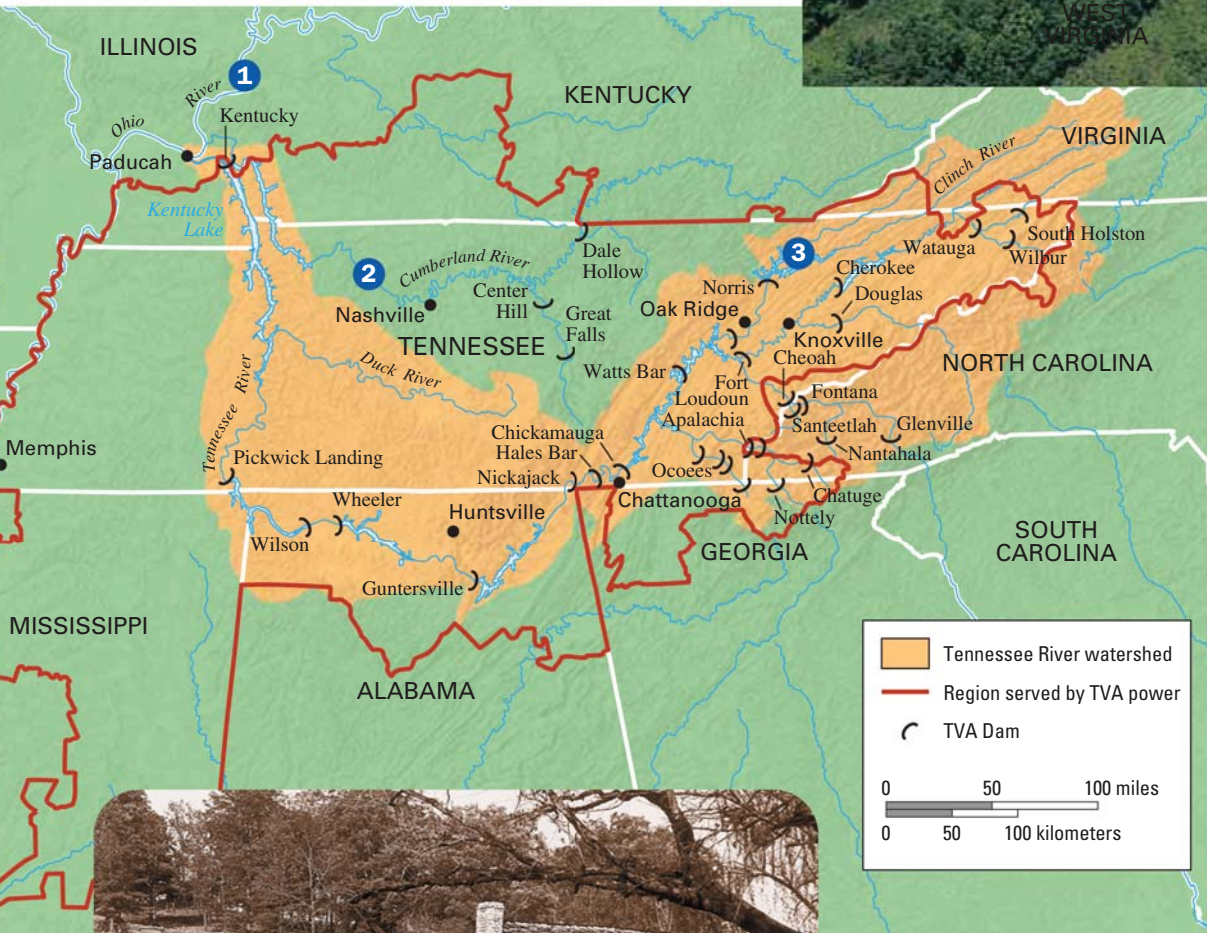 WEST
VIRGINIA
ILLINOIS
1
River
Ohio
Kentucky
KENTUCKY
VIRGINIA
Paducah
Clinch River
Kentucky
Lake
2
Cumberland River
Dale
Hollow
3
South Holston
Watauga
Wilbur
Cherokee
Norris
Douglas
Center
Hill
Nashville
Oak Ridge
Great
Falls
TENNESSEE
Knoxville
Cheoah
NORTH CAROLINA
Duck River
Watts Bar
Fort
Loudoun
Fontana
Apalachia
Santeetlah
Glenville
Tennessee River
Memphis
Chickamauga
Hales Bar
Nantahala
Pickwick Landing
Nickajack
Ocoees
Chattanooga
Chatuge
Wheeler
Huntsville
Nottely
Wilson
GEORGIA
SOUTH
CAROLINA
Guntersville
MISSISSIPPI
ALABAMA
Tennessee River watershed
Region served by TVA power
TVA Dam
0 50 100 miles
0 50 100 kilometers